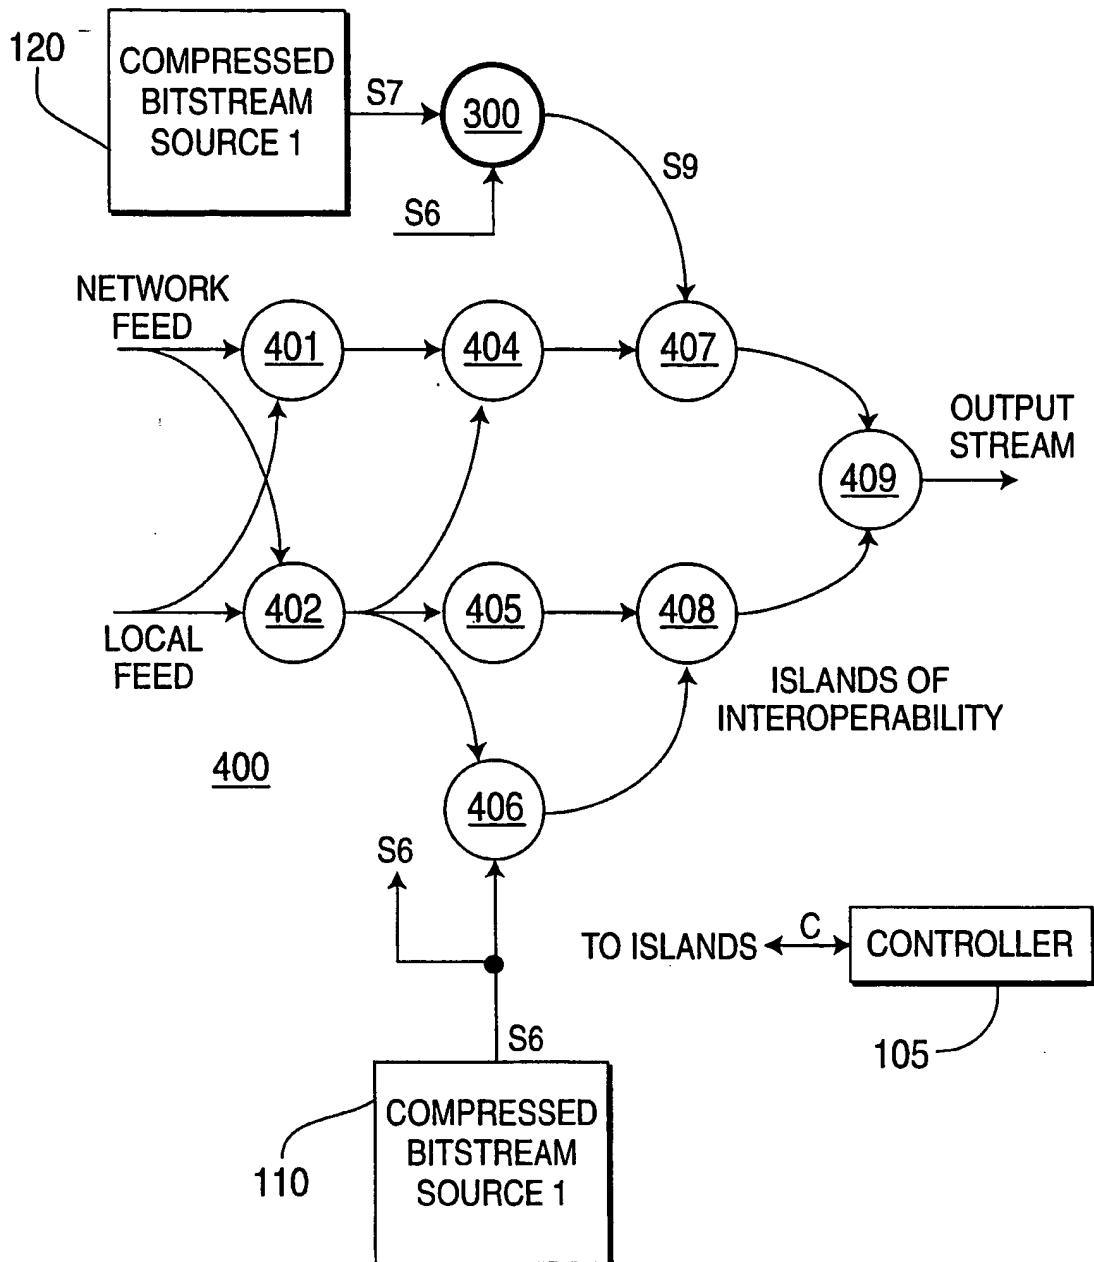 120
COMPRESSED
BITSTREAM
SOURCE 1
S7
300
S6
S9
NETWORK
FEED
401
404
407
OUTPUT
STREAM
409
402
405
408
LOCAL
FEED
ISLANDS OF
INTEROPERABILITY
400
406
S6
TO ISLANDS
C
CONTROLLER
105
S6
COMPRESSED
BITSTREAM
SOURCE 1
110